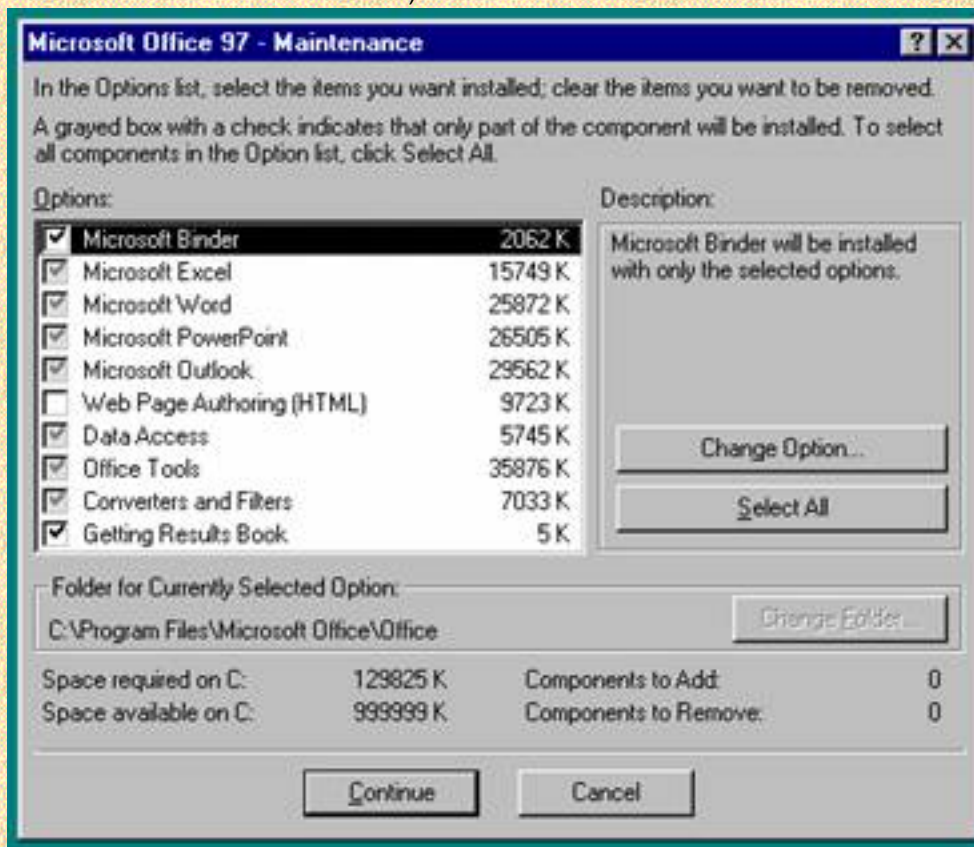 Microsoft Office 97 - Maintenance
In the Options list, select the items you want installed; clear the items you want to be removed.
A grayed box with a check indicates that only part of the component will be installed. To select
all components in the Option list, click Select All.
Options:
Description:
Microsoft Binder 2062 K
Microsoft Excel 15749 K
Microsoft Word 25872 K
Microsoft PowerPoint 26505 K
Microsoft Outlook 29562 K
Web Page Authoring (HTML) 9723 K
Data Access 5745 K
Office Tools 35876 K
Converters and Filters 7033 K
Getting Results Book 5 K
Microsoft Binder will be installed
with only the selected options.
Change Option...
Select All
Folder for Currently Selected Option:
C:\Program Files\Microsoft Office\Office
Change Folder...
Space required on C: 129825 K Components to Add: 0
Space available on C: 999999 K Components to Remove: 0
Continue Cancel